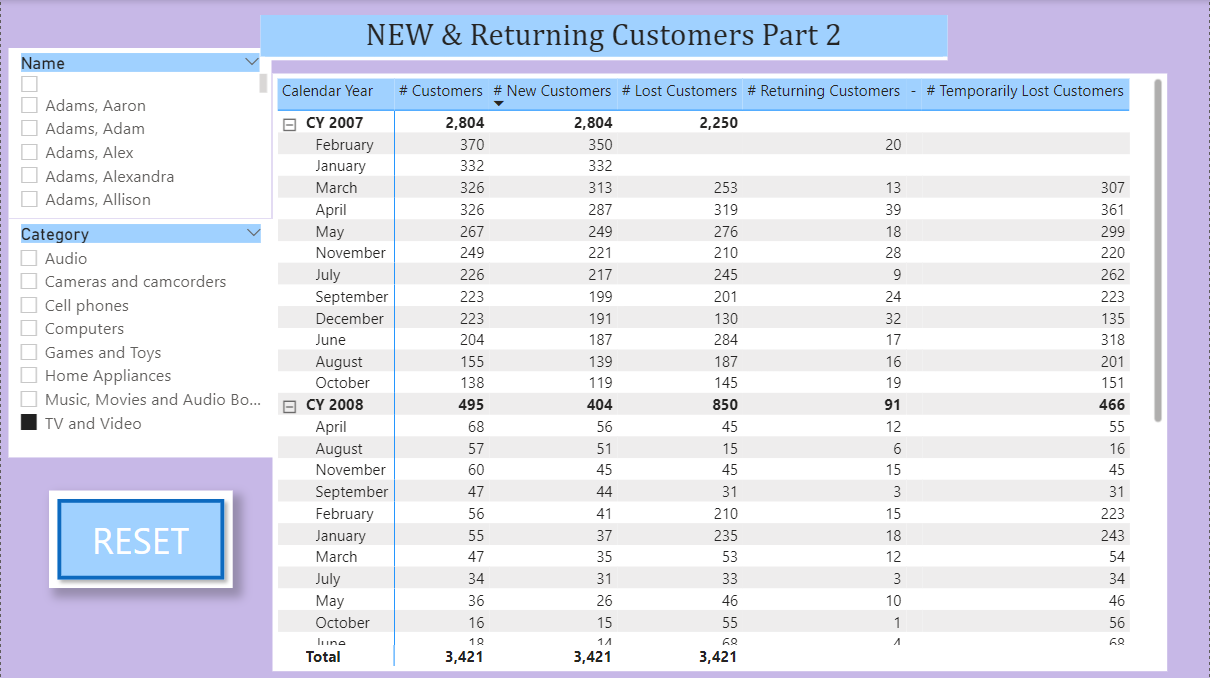 NEW & Returning Customers Part 2
Name
Adams, Aaron
Adams, Adam
Adams, Alex
Adams, Alexandra
Adams, Allison
Category
Audio
Cameras and camcorders
Cell phones
Computers
Games and Toys
Home Appliances
Music, Movies and Audio Bo...
TV and Video
RESET
Calendar Year # Customers # New Customers # Lost Customers # Returning Customers - # Temporarily Lost Customers
CY 2007 2,804 2,804 2,250
February 370 350 20
January 332 332
March 326 313 253 13 307
April 326 287 319 39 361
May 267 249 276 18 299
November 249 221 210 28 220
July 226 217 245 9 262
September 223 199 201 24 223
December 223 191 130 32 135
June 204 187 284 17 318
August 155 139 187 16 201
October 138 119 145 19 151
CY 2008 495 404 850 91 466
April 68 56 45 12 55
August 57 51 15 6 16
November 60 45 45 15 45
September 47 44 31 3 31
February 56 41 210 15 223
January 55 37 235 18 243
March 47 35 53 12 54
July 34 31 33 3 34
May 36 26 46 10 46
October 16 15 55 1 56
June 18 14 68 4 68
Total 3,421 3,421 3,421